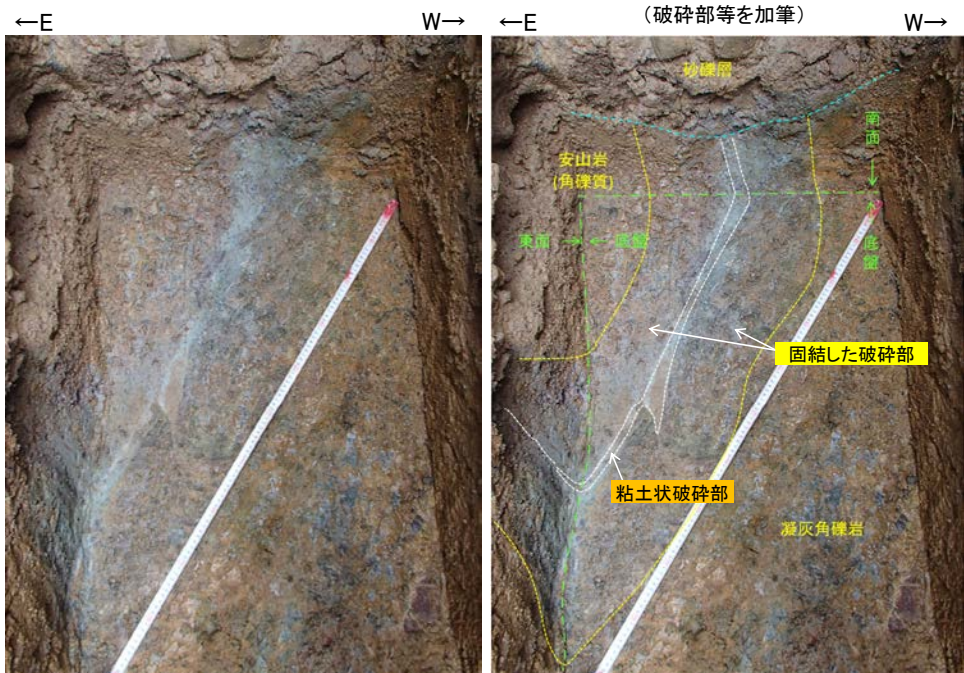 ←E
W→
(破砕部等を加筆)
←E
W→
砂礫層
南面
↓
安山岩
(角礫質)
東面 → ← 底面
↑
底面
固結した破砕部
粘土状破砕部
凝灰角礫岩